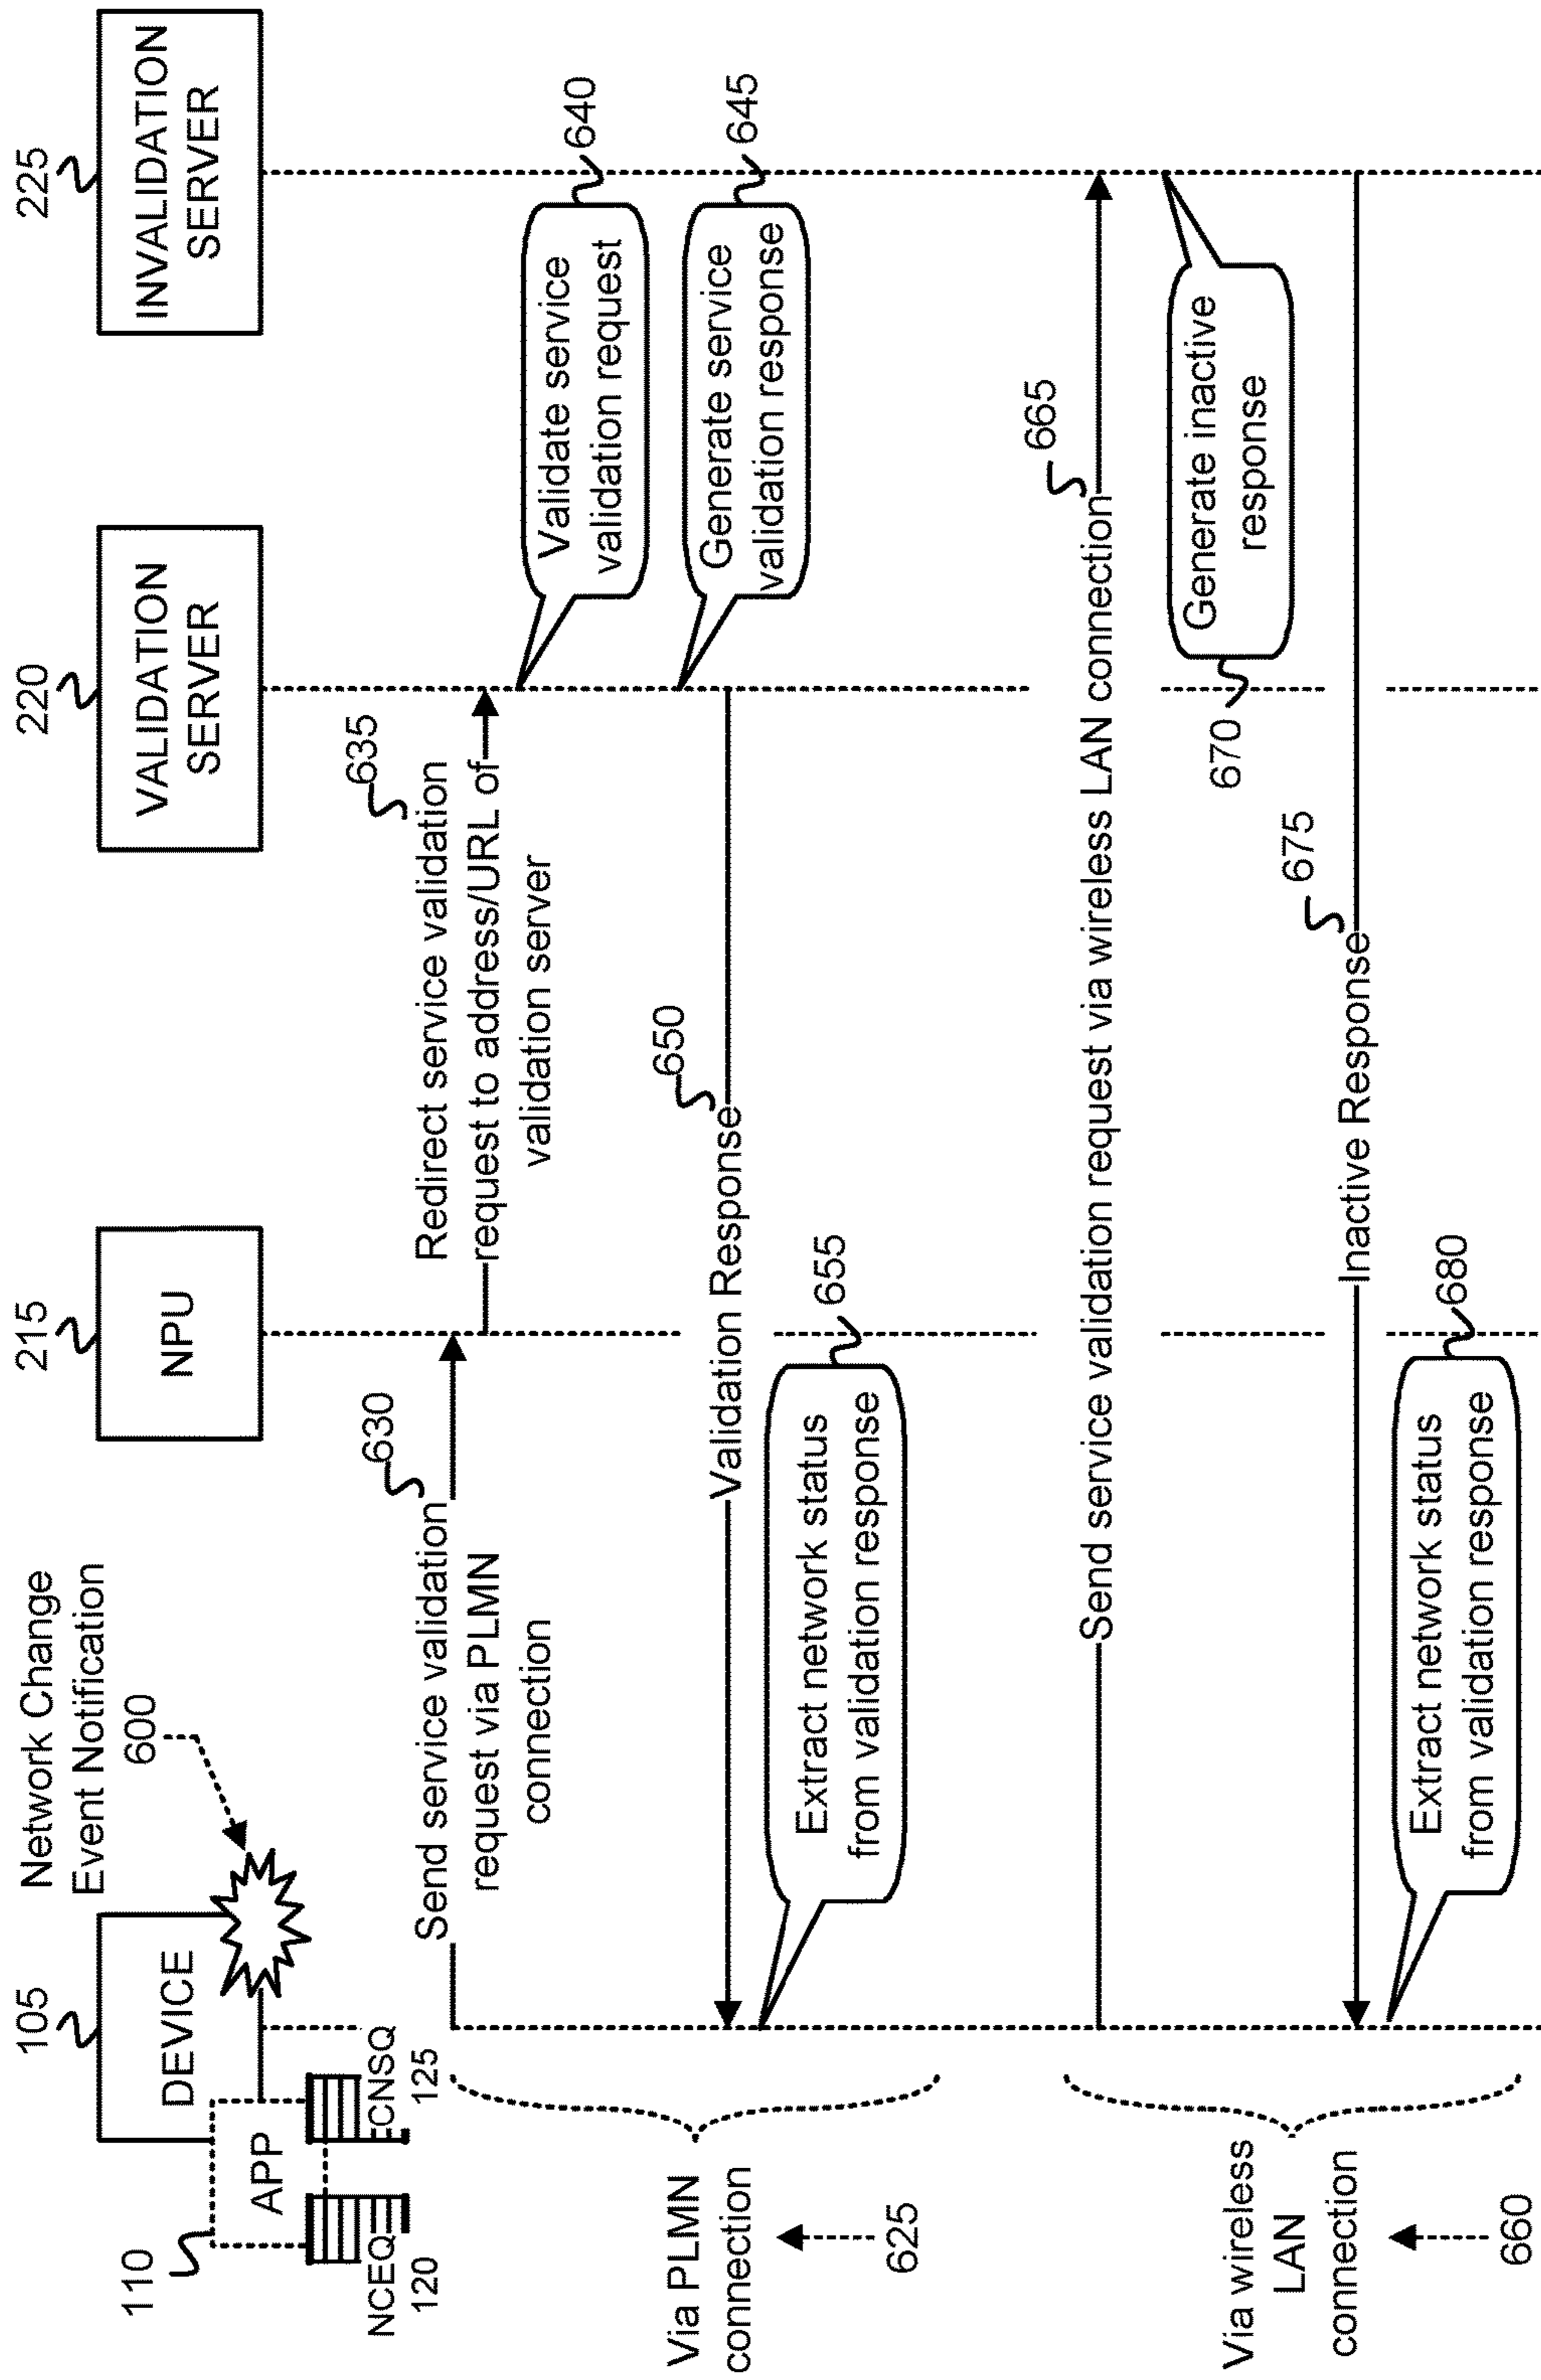 Network Change
Event Notification
600
105
DEVICE
110
APP
NCEQ
120
CNSQ
125
215
NPU
220
VALIDATION
SERVER
225
INVALIDATION
SERVER
Via PLMN
connection
625
630
Send service validation
request via PLMN
connection
635
Redirect service validation
request to address/URL of
validation server
640
Validate service
validation request
645
Generate service
validation response
650
Validation Response
655
Extract network status
from validation response
Via wireless
LAN
connection
660
665
Send service validation request via wireless LAN connection
670
Generate inactive
response
675
Inactive Response
680
Extract network status
from validation response